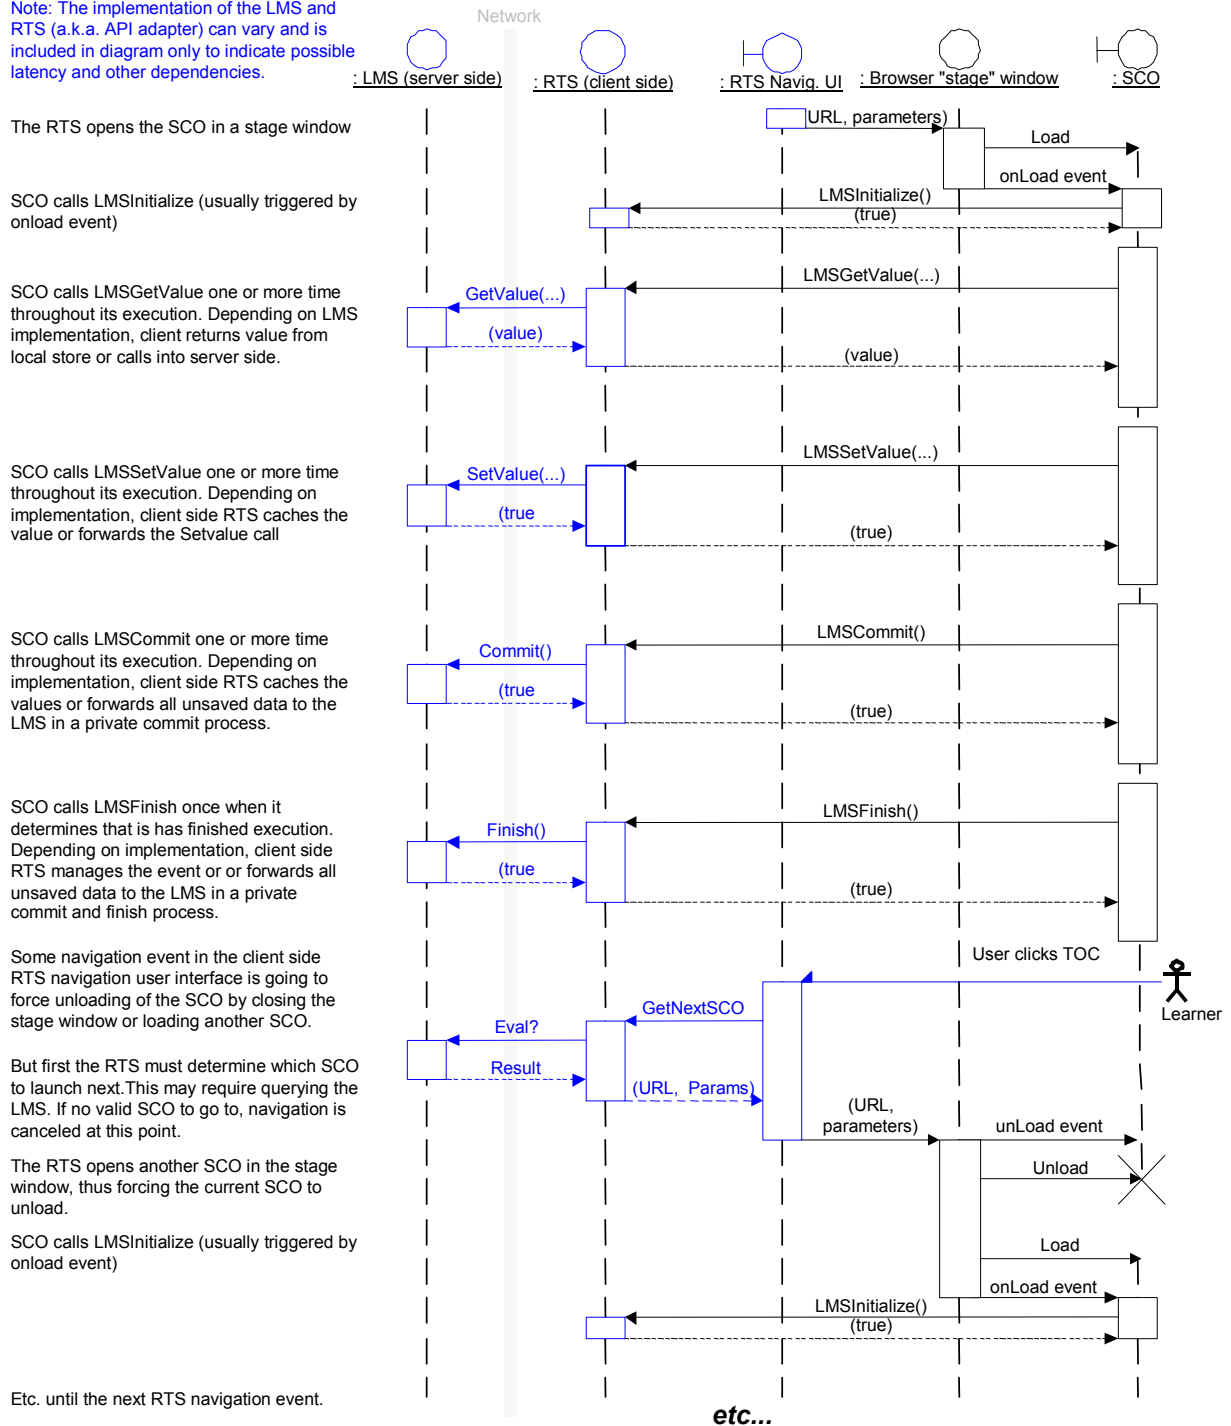 Note: The implementation of the LMS and
RTS (a.k.a. API adapter) can vary and is
included in diagram only to indicate possible
latency and other dependencies.
Network
: LMS (server side)
: RTS (client side)
: RTS Navig. UI
: Browser "stage" window
: SCO
The RTS opens the SCO in a stage window
URL, parameters)
Load
onLoad event
SCO calls LMSInitialize (usually triggered by
onload event)
LMSInitialize()
(true)
SCO calls LMSGetValue one or more time
throughout its execution. Depending on LMS
implementation, client returns value from
local store or calls into server side.
LMSGetValue(...)
GetValue(...)
(value)
(value)
SCO calls LMSSetValue one or more time
throughout its execution. Depending on
implementation, client side RTS caches the
value or forwards the Setvalue call
LMSSetValue(...)
SetValue(...)
(true
(true)
SCO calls LMSCommit one or more time
throughout its execution. Depending on
implementation, client side RTS caches the
values or forwards all unsaved data to the
LMS in a private commit process.
LMSCommit()
Commit()
(true
(true)
SCO calls LMSFinish once when it
determines that is has finished execution.
Depending on implementation, client side
RTS manages the event or or forwards all
unsaved data to the LMS in a private
commit and finish process.
LMSFinish()
Finish()
(true
(true)
Some navigation event in the client side
RTS navigation user interface is going to
force unloading of the SCO by closing the
stage window or loading another SCO.
User clicks TOC
Learner
GetNextSCO
Eval?
Result
(URL, Params)
But first the RTS must determine which SCO
to launch next.This may require querying the
LMS. If no valid SCO to go to, navigation is
canceled at this point.
(URL,
parameters)
unLoad event
The RTS opens another SCO in the stage
window, thus forcing the current SCO to
unload.
Unload
SCO calls LMSInitialize (usually triggered by
onload event)
Load
onLoad event
LMSInitialize()
(true)
Etc. until the next RTS navigation event.
etc...